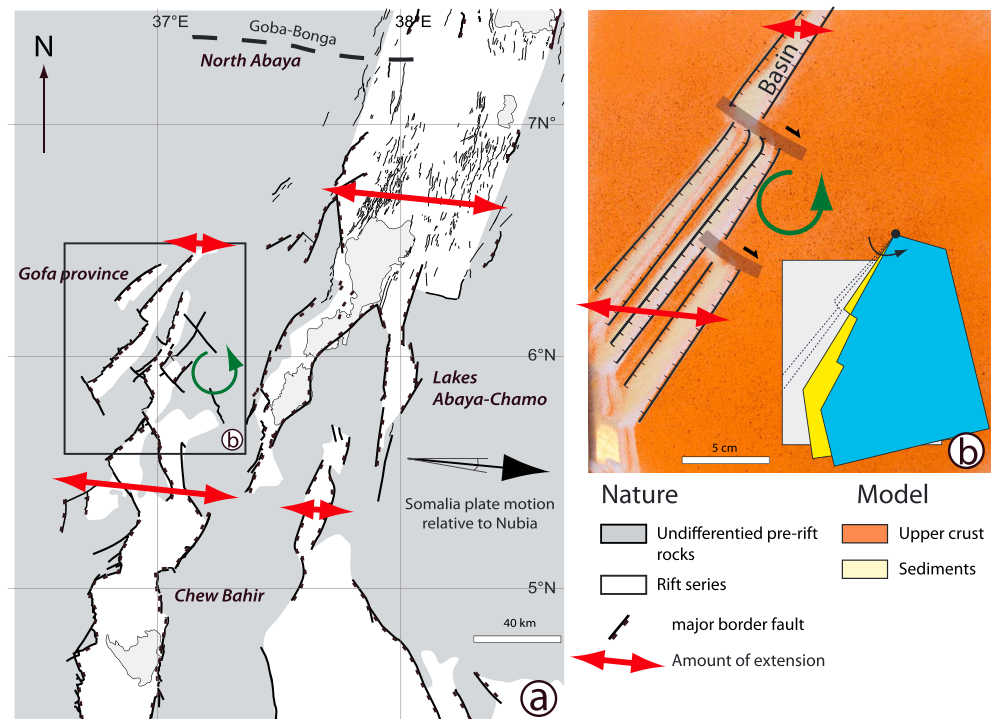 37°E
38°E
N
Goba-Bonga
North Abaya
7N°
Gofa province
6°N
Lakes
Abaya-Chamo
b
Somalia plate motion
relative to Nubia
Chew Bahir
5°N
40 km
a
Basin
5 cm
b
Nature
Model
Undifferentied pre-rift
rocks
Upper crust
Rift series
Sediments
major border fault
Amount of extension